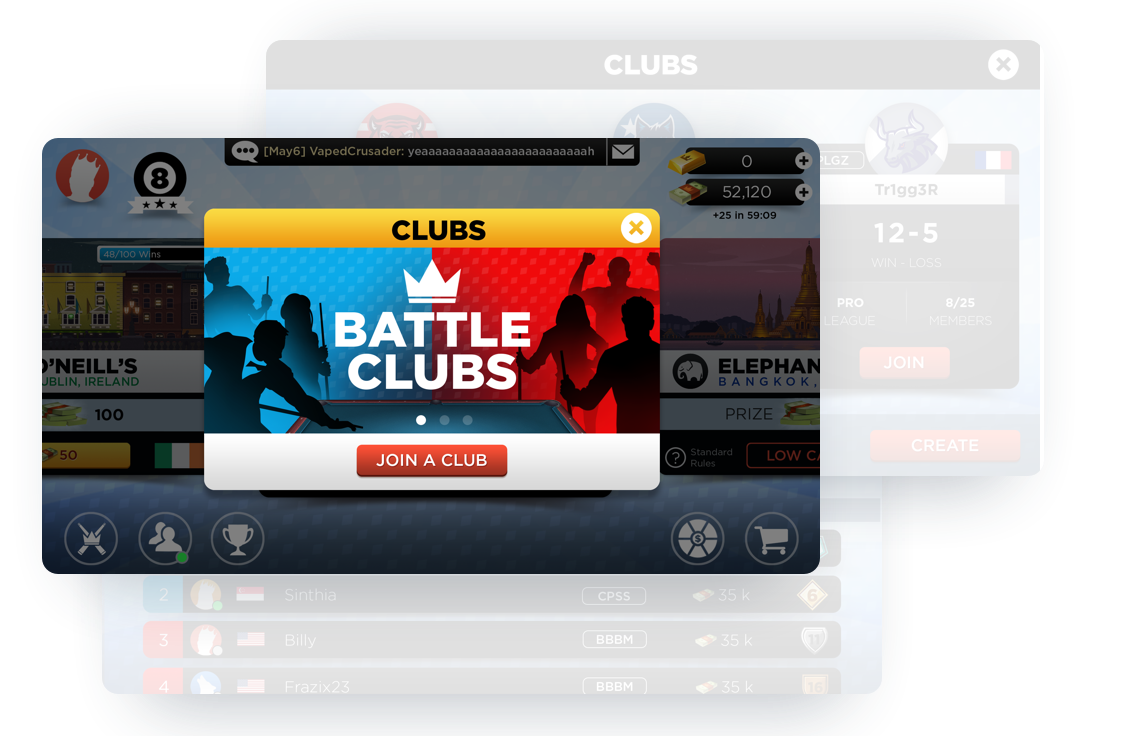 CLUBS
[May6] VapedCrusader: yeaaaaaaaaaaaaaaaaaaaaaaaaah
8
0
52,120
+25 in 59:09
PLGZ
Tr1gg3R
12-5
WIN - LOSS
PRO
LEAGUE
8/25
MEMBERS
JOIN
CREATE
48/100 Wins
CLUBS
BATTLE
CLUBS
JOIN A CLUB
O'NEILL'S
DUBLIN, IRELAND
100
50
ELEPHAN
BANGKOK,
PRIZE
?
Standard
Rules
LOW CA
$
2 Sinthia CPSS 35 k 6
3 Billy BBBM 35 k 11
4 Frazix23 BBBM 35 k 16